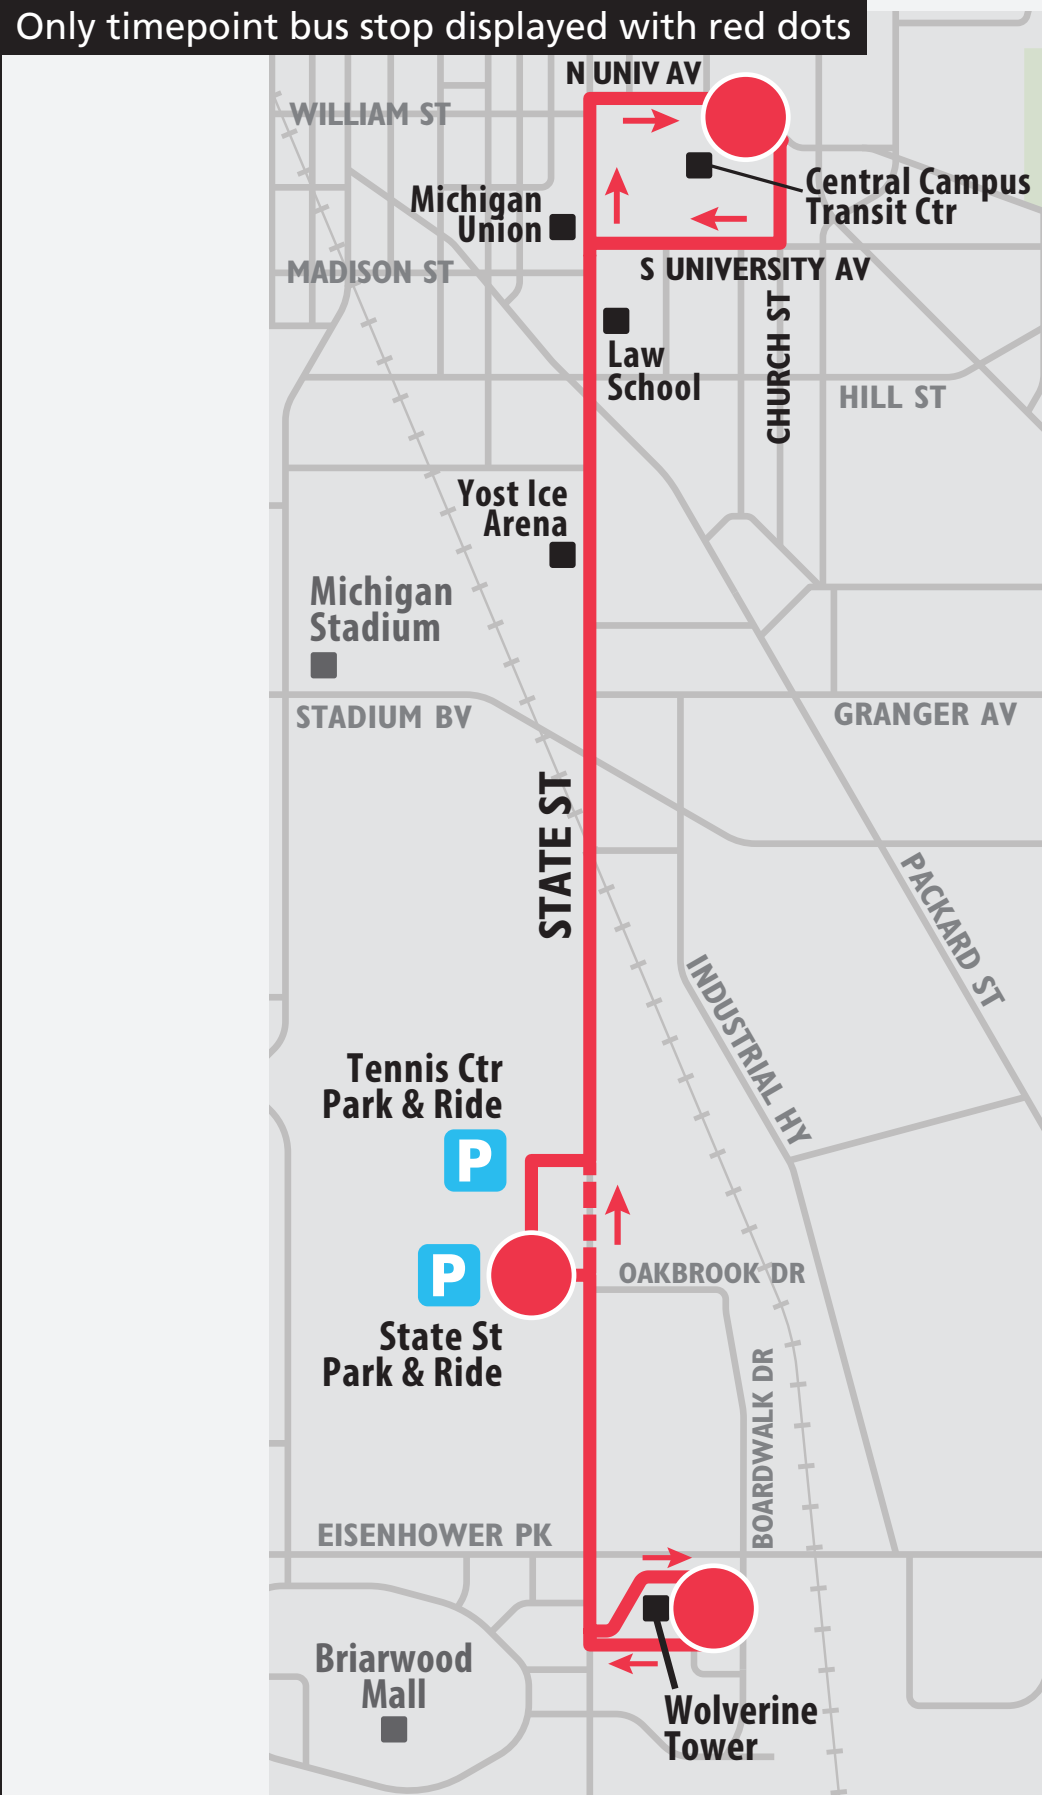 Only timepoint bus stop displayed with red dots
N UNIV AV
WILLIAM ST
Central Campus
Transit Ctr
Michigan
Union
MADISON ST
S UNIVERSITY AV
CHURCH ST
Law
School
HILL ST
Yost Ice
Arena
Michigan
Stadium
STADIUM BV
GRANGER AV
STATE ST
PACKARD ST
INDUSTRIAL HY
Tennis Ctr
Park & Ride
P
P
OAKBROOK DR
State St
Park & Ride
BOARDWALK DR
EISENHOWER PK
Briarwood
Mall
Wolverine
Tower